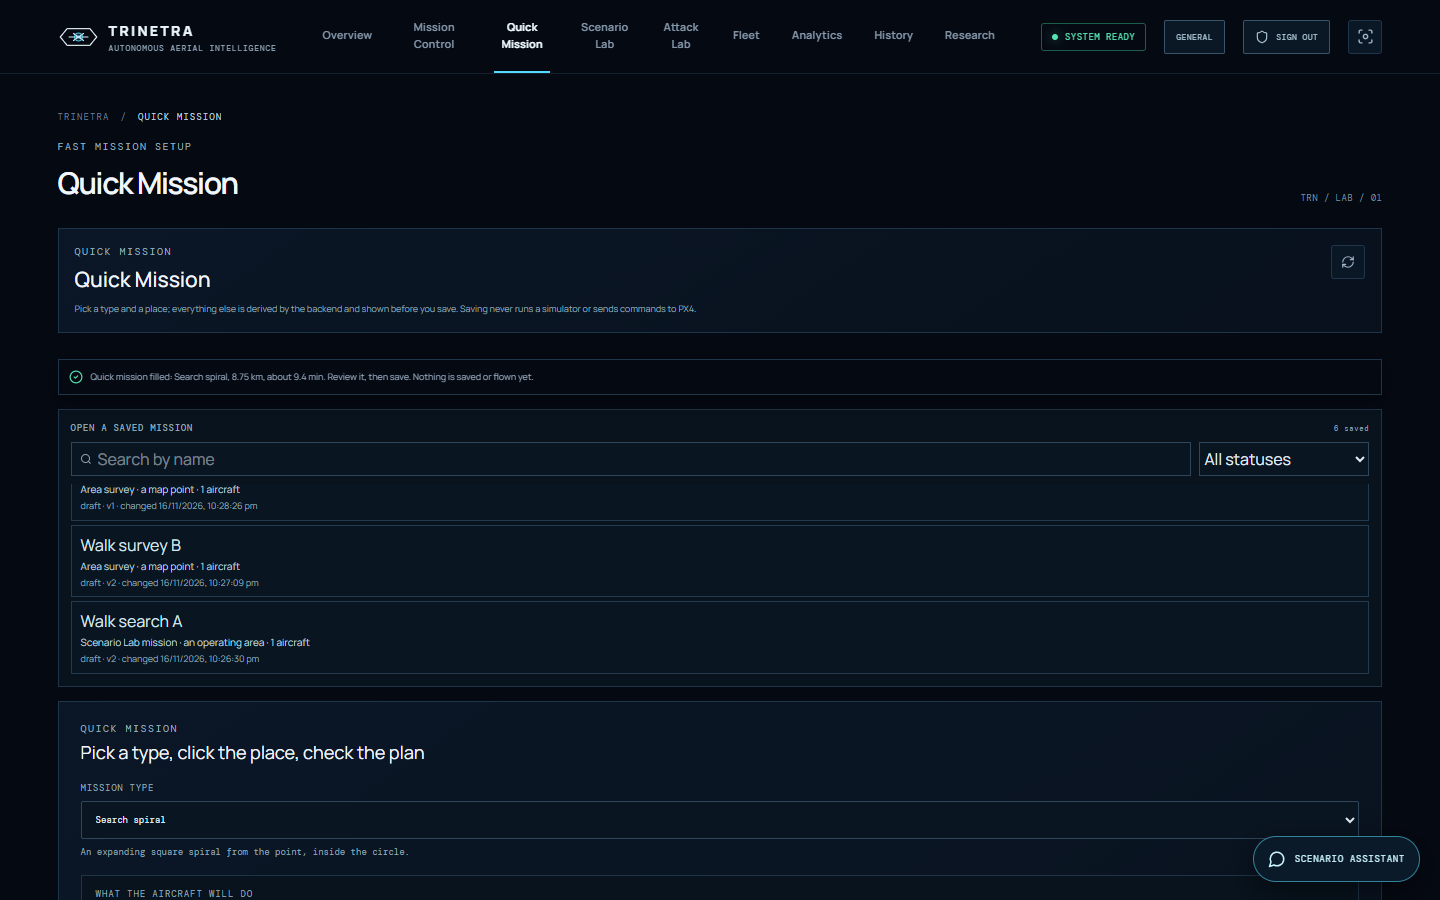 TRINETRA
AUTONOMOUS AERIAL INTELLIGENCE
Overview
Mission Control
Quick Mission
Scenario Lab
Attack Lab
Fleet
Analytics
History
Research
SYSTEM READY
GENERAL
SIGN OUT
TRINETRA / QUICK MISSION
FAST MISSION SETUP
Quick Mission
TRN / LAB / 01
QUICK MISSION
Quick Mission
Pick a type and a place; everything else is derived by the backend and shown before you save. Saving never runs a simulator or sends commands to PX4.
Quick mission filled: Search spiral, 8.75 km, about 9.4 min. Review it, then save. Nothing is saved or flown yet.
OPEN A SAVED MISSION
6 saved
Search by name
All statuses
Area survey · a map point · 1 aircraft
draft · v1 · changed 16/11/2026, 10:28:26 pm
Walk survey B
Area survey · a map point · 1 aircraft
draft · v2 · changed 16/11/2026, 10:27:09 pm
Walk search A
Scenario Lab mission · an operating area · 1 aircraft
draft · v2 · changed 16/11/2026, 10:26:30 pm
QUICK MISSION
Pick a type, click the place, check the plan
MISSION TYPE
Search spiral
An expanding square spiral from the point, inside the circle.
SCENARIO ASSISTANT
WHAT THE AIRCRAFT WILL DO